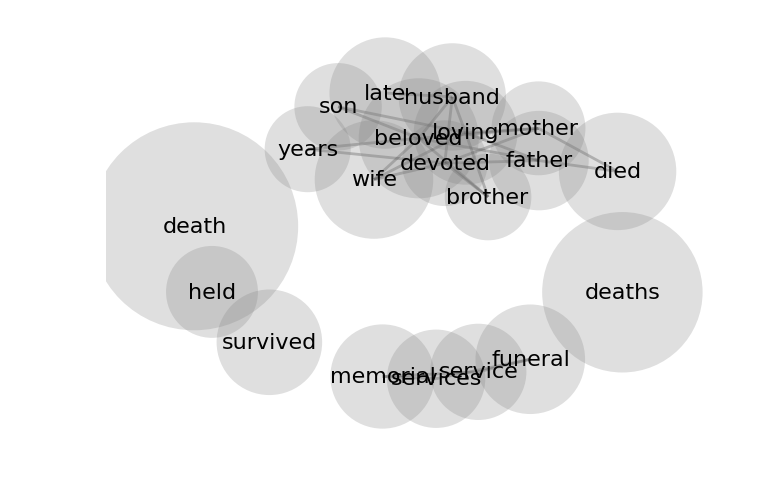 late
husband
son
loving
mother
beloved
years
devoted
father
died
wife
brother
death
held
deaths
survived
funeral
service
memorial
services